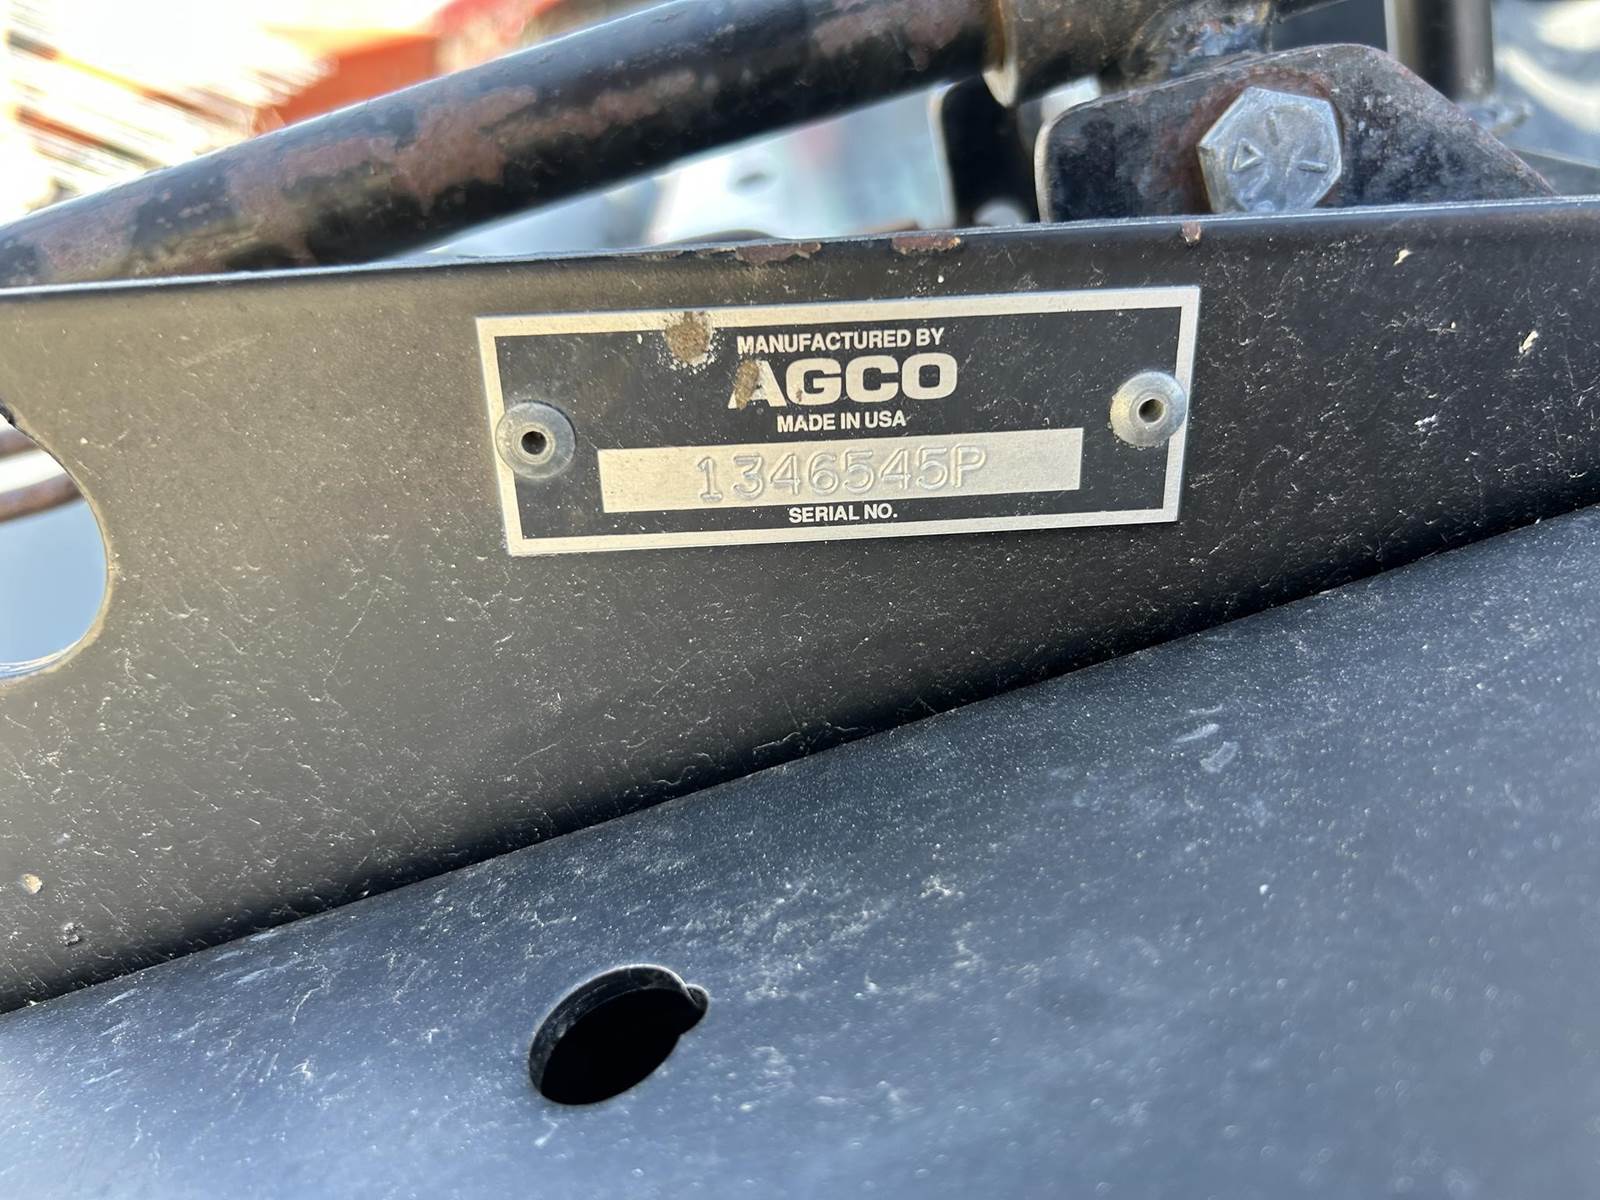 MANUFACTURED BY
AGCO
MADE IN USA
1346545P
SERIAL NO.